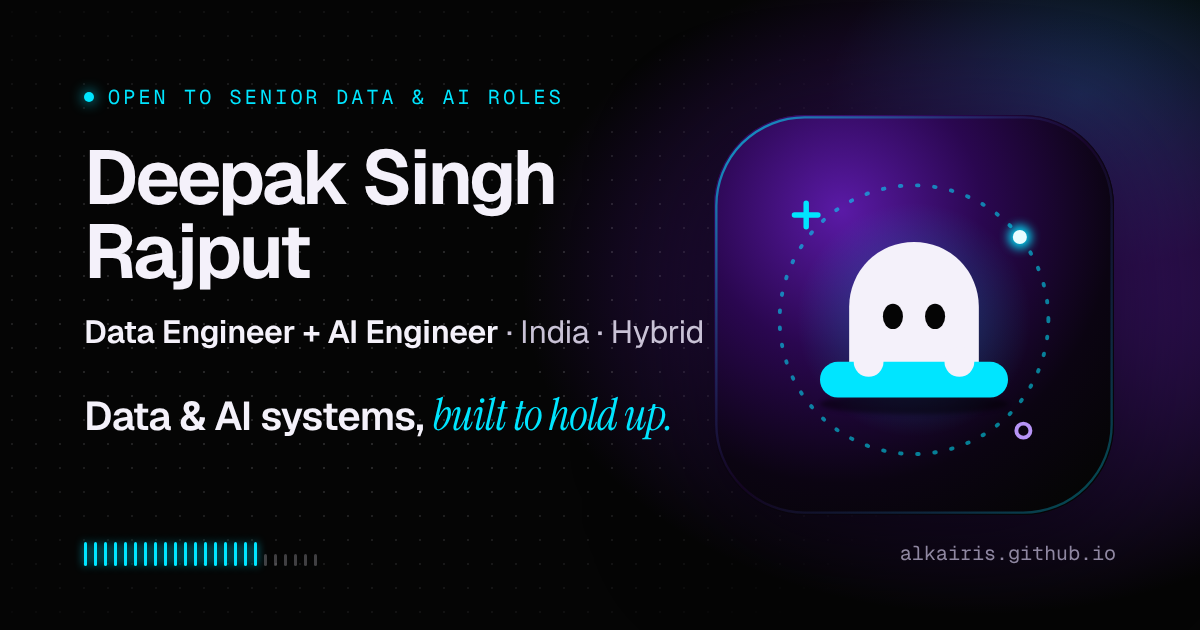 OPEN TO SENIOR DATA & AI ROLES
Deepak Singh
Rajput
Data Engineer + AI Engineer · India · Hybrid
Data & AI systems, built to hold up.
alkairis.github.io